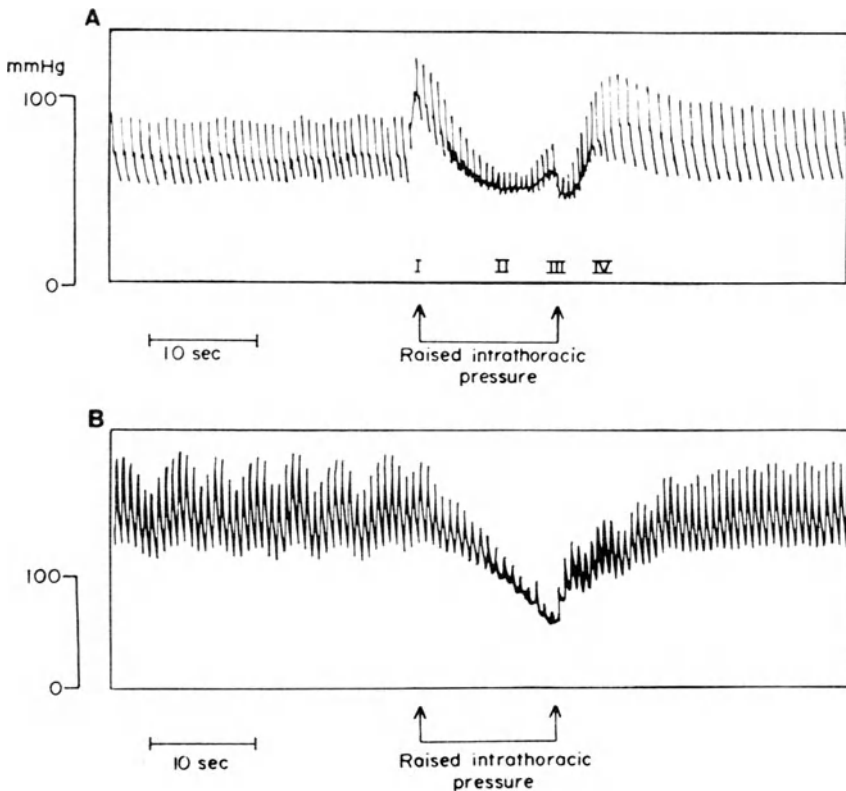 A
mmHg
100
0
I II III IV
10 sec
Raised intrathoracic
pressure
B
100
0
10 sec
Raised intrathoracic
pressure